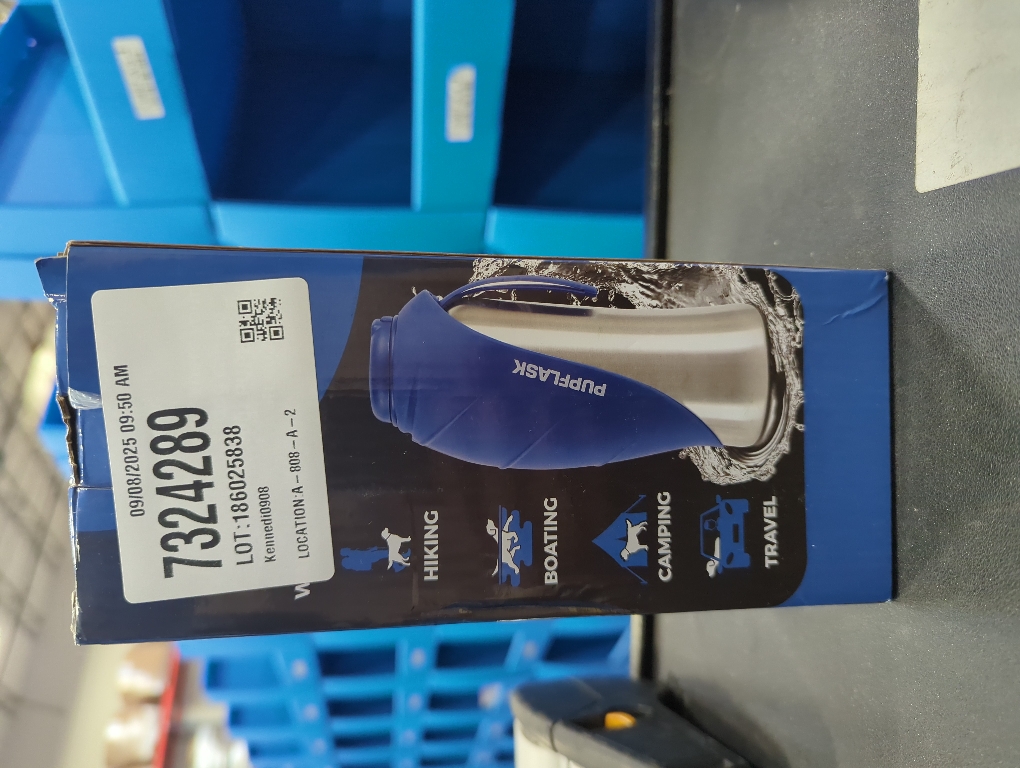 09/08/2025 09:50 AM
7324289
LOT:186025838
Kennedi0908
LOCATION:A-808-A-2
W
HIKING
BOATING
CAMPING
TRAVEL
PUPFLASK